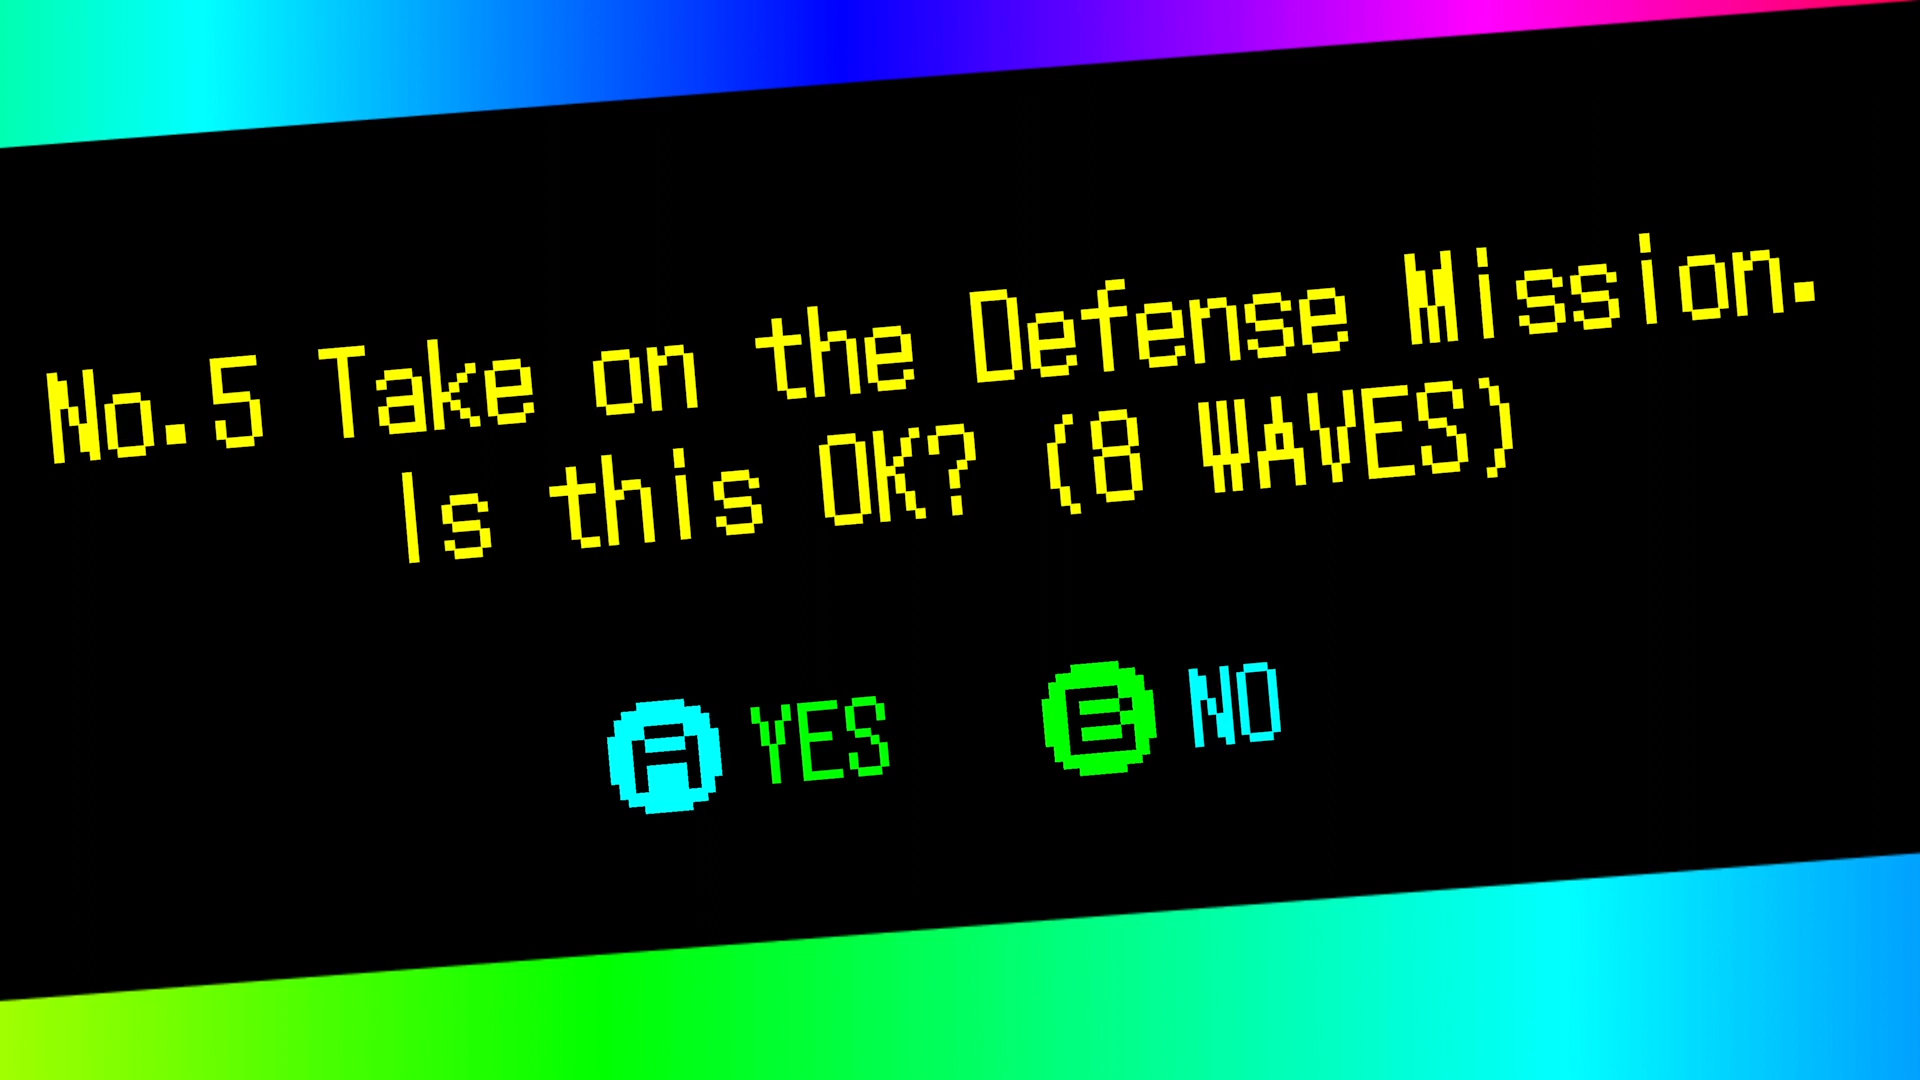 No.5 Take on the Defense Mission.
Is this OK? (8 WAVES)
A YES B NO